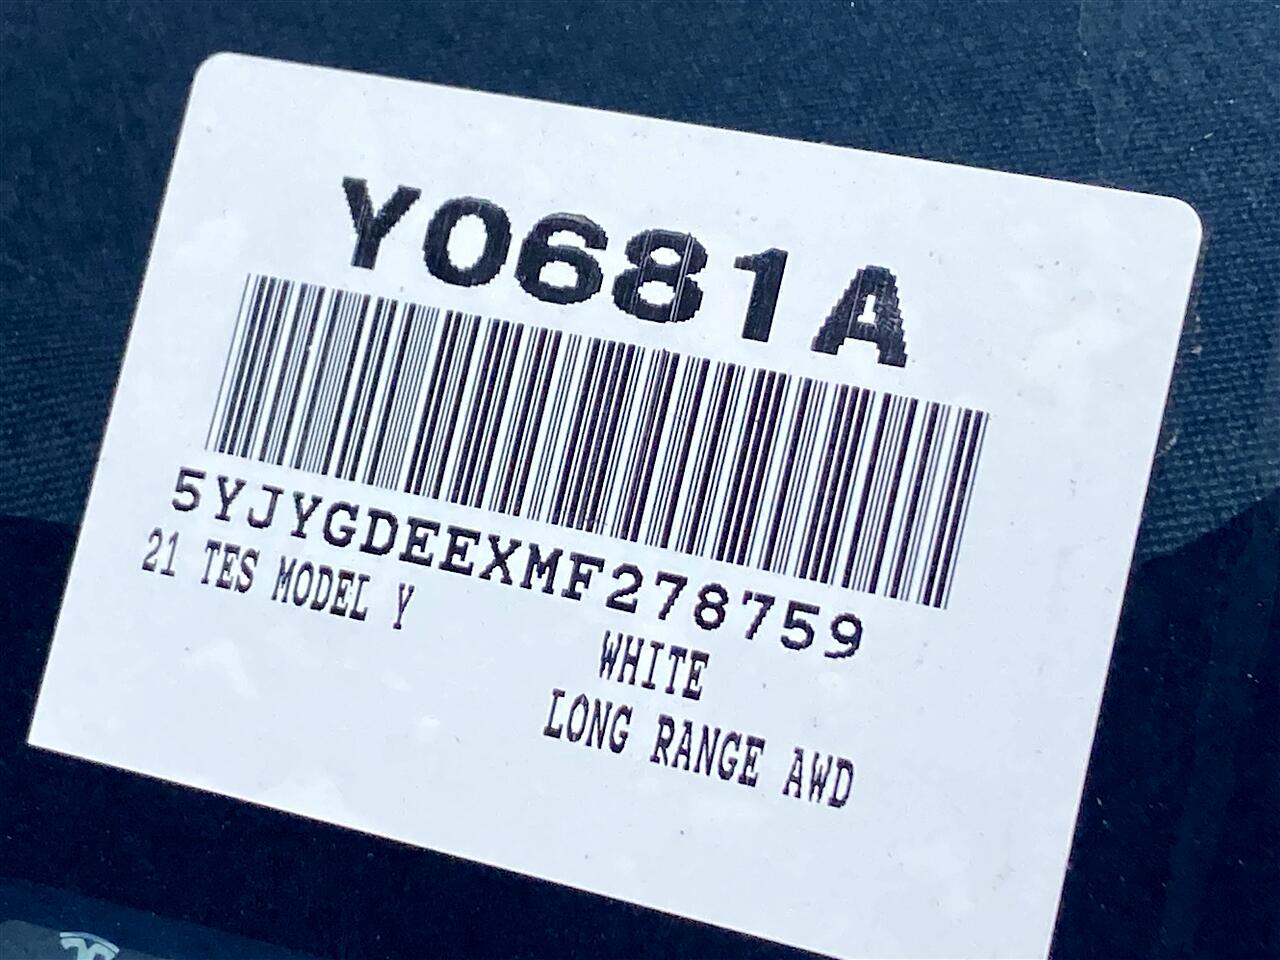 Y0681A
5YJYGDEEXMF278759
21 TES MODEL Y
WHITE
LONG RANGE AWD